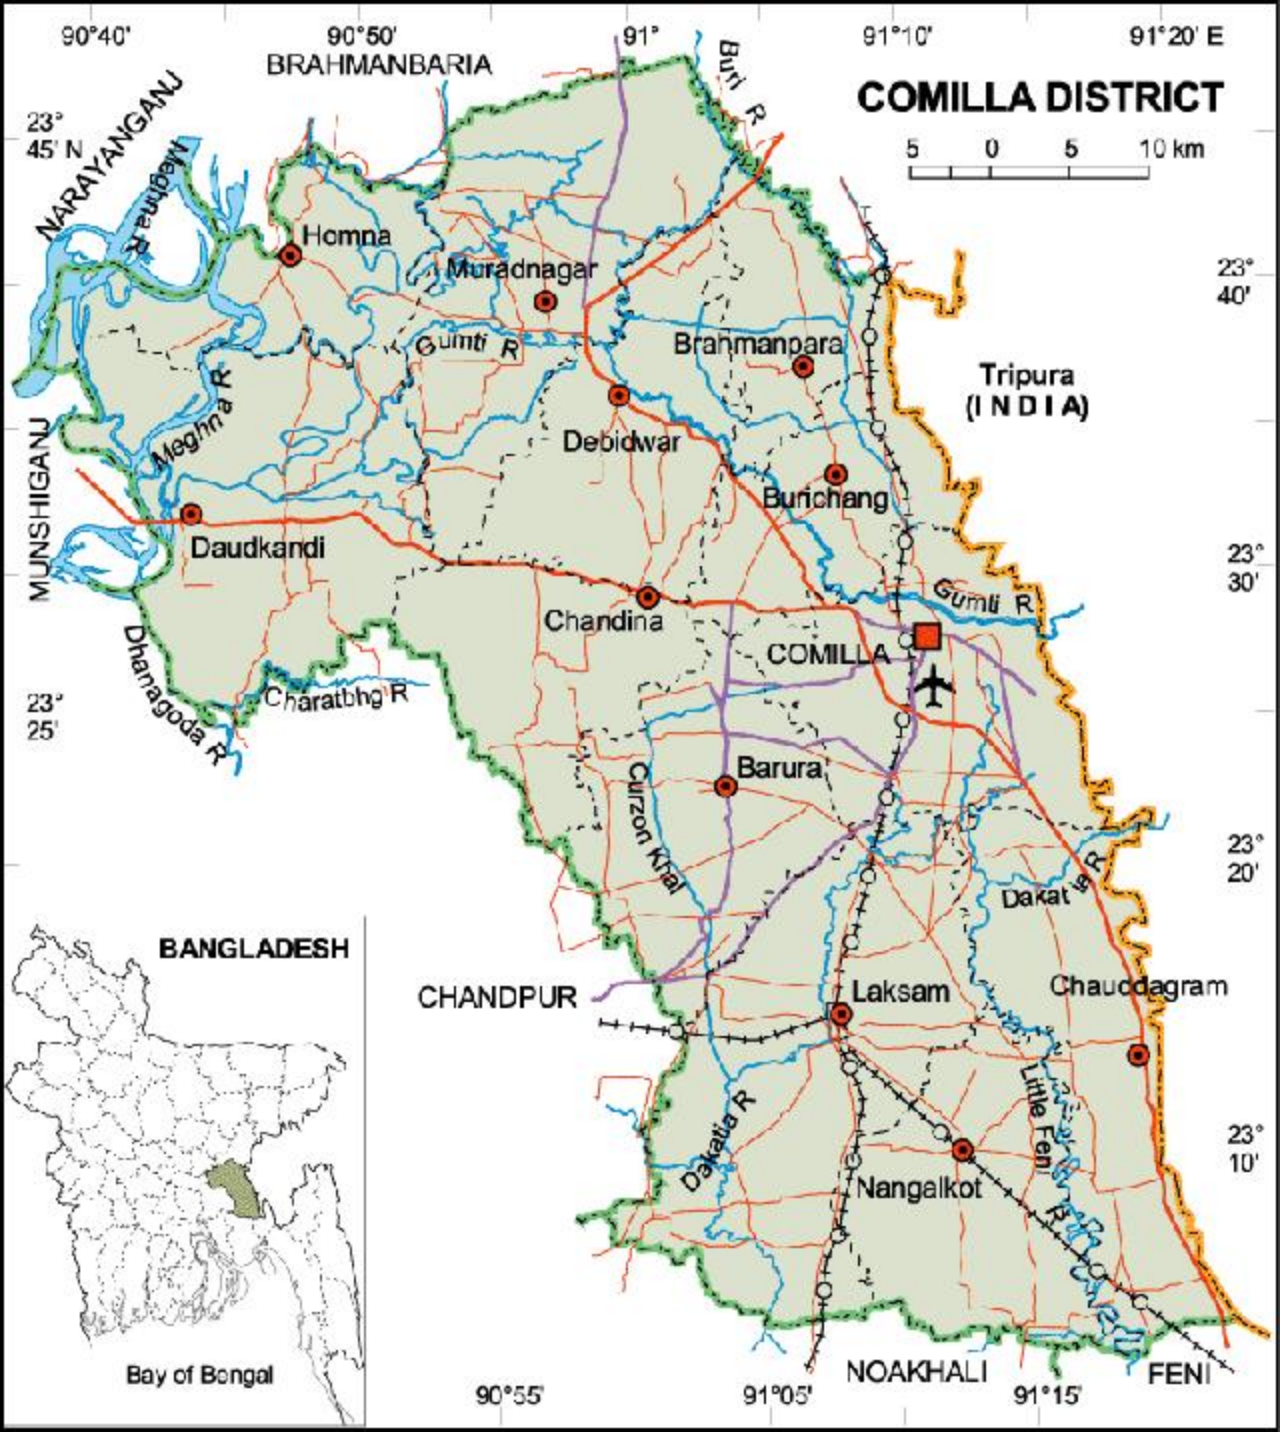 90°40'
90°50'
91°
91°10'
91°20' E
BRAHMANBARIA
Buri R
COMILLA DISTRICT
5 0 5 10 km
23°
45' N
NARAYANGANJ
Meghna R
Homna
Muradnagar
23°
40'
Gumti R
Brahmanpara
Tripura
(INDIA)
Meghna R
Debidwar
MUNSHIGANJ
Burichang
Daudkandi
23°
30'
Gumti R
Chandina
COMILLA
Dhanagoda R
Charatbhg R
23°
25'
Barura
Curzon Khal
23°
20'
Dakatia R
BANGLADESH
CHANDPUR
Laksam
Chauddagram
Little Feni R
Dakatia R
23°
10'
Nangalkot
Bay of Bengal
NOAKHALI
FENI
90°55'
91°05'
91°15'